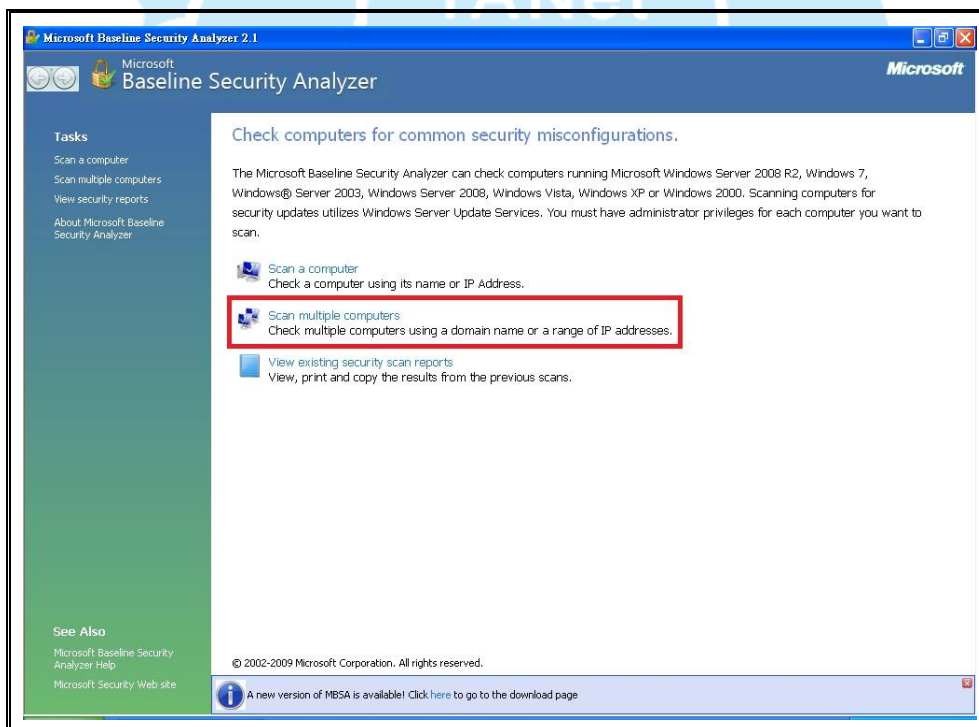 TANet
Microsoft Baseline Security Analyzer 2.1
Microsoft
Baseline Security Analyzer
Microsoft
Tasks
Scan a computer
Scan multiple computers
View security reports
About Microsoft Baseline
Security Analyzer
Check computers for common security misconfigurations.
The Microsoft Baseline Security Analyzer can check computers running Microsoft Windows Server 2008 R2, Windows 7,
Windows® Server 2003, Windows Server 2008, Windows Vista, Windows XP or Windows 2000. Scanning computers for
security updates utilizes Windows Server Update Services. You must have administrator privileges for each computer you want to
scan.
Scan a computer
Check a computer using its name or IP Address.
Scan multiple computers
Check multiple computers using a domain name or a range of IP addresses.
View existing security scan reports
View, print and copy the results from the previous scans.
See Also
Microsoft Baseline Security
Analyzer Help
Microsoft Security Web site
© 2002-2009 Microsoft Corporation. All rights reserved.
A new version of MBSA is available! Click here to go to the download page